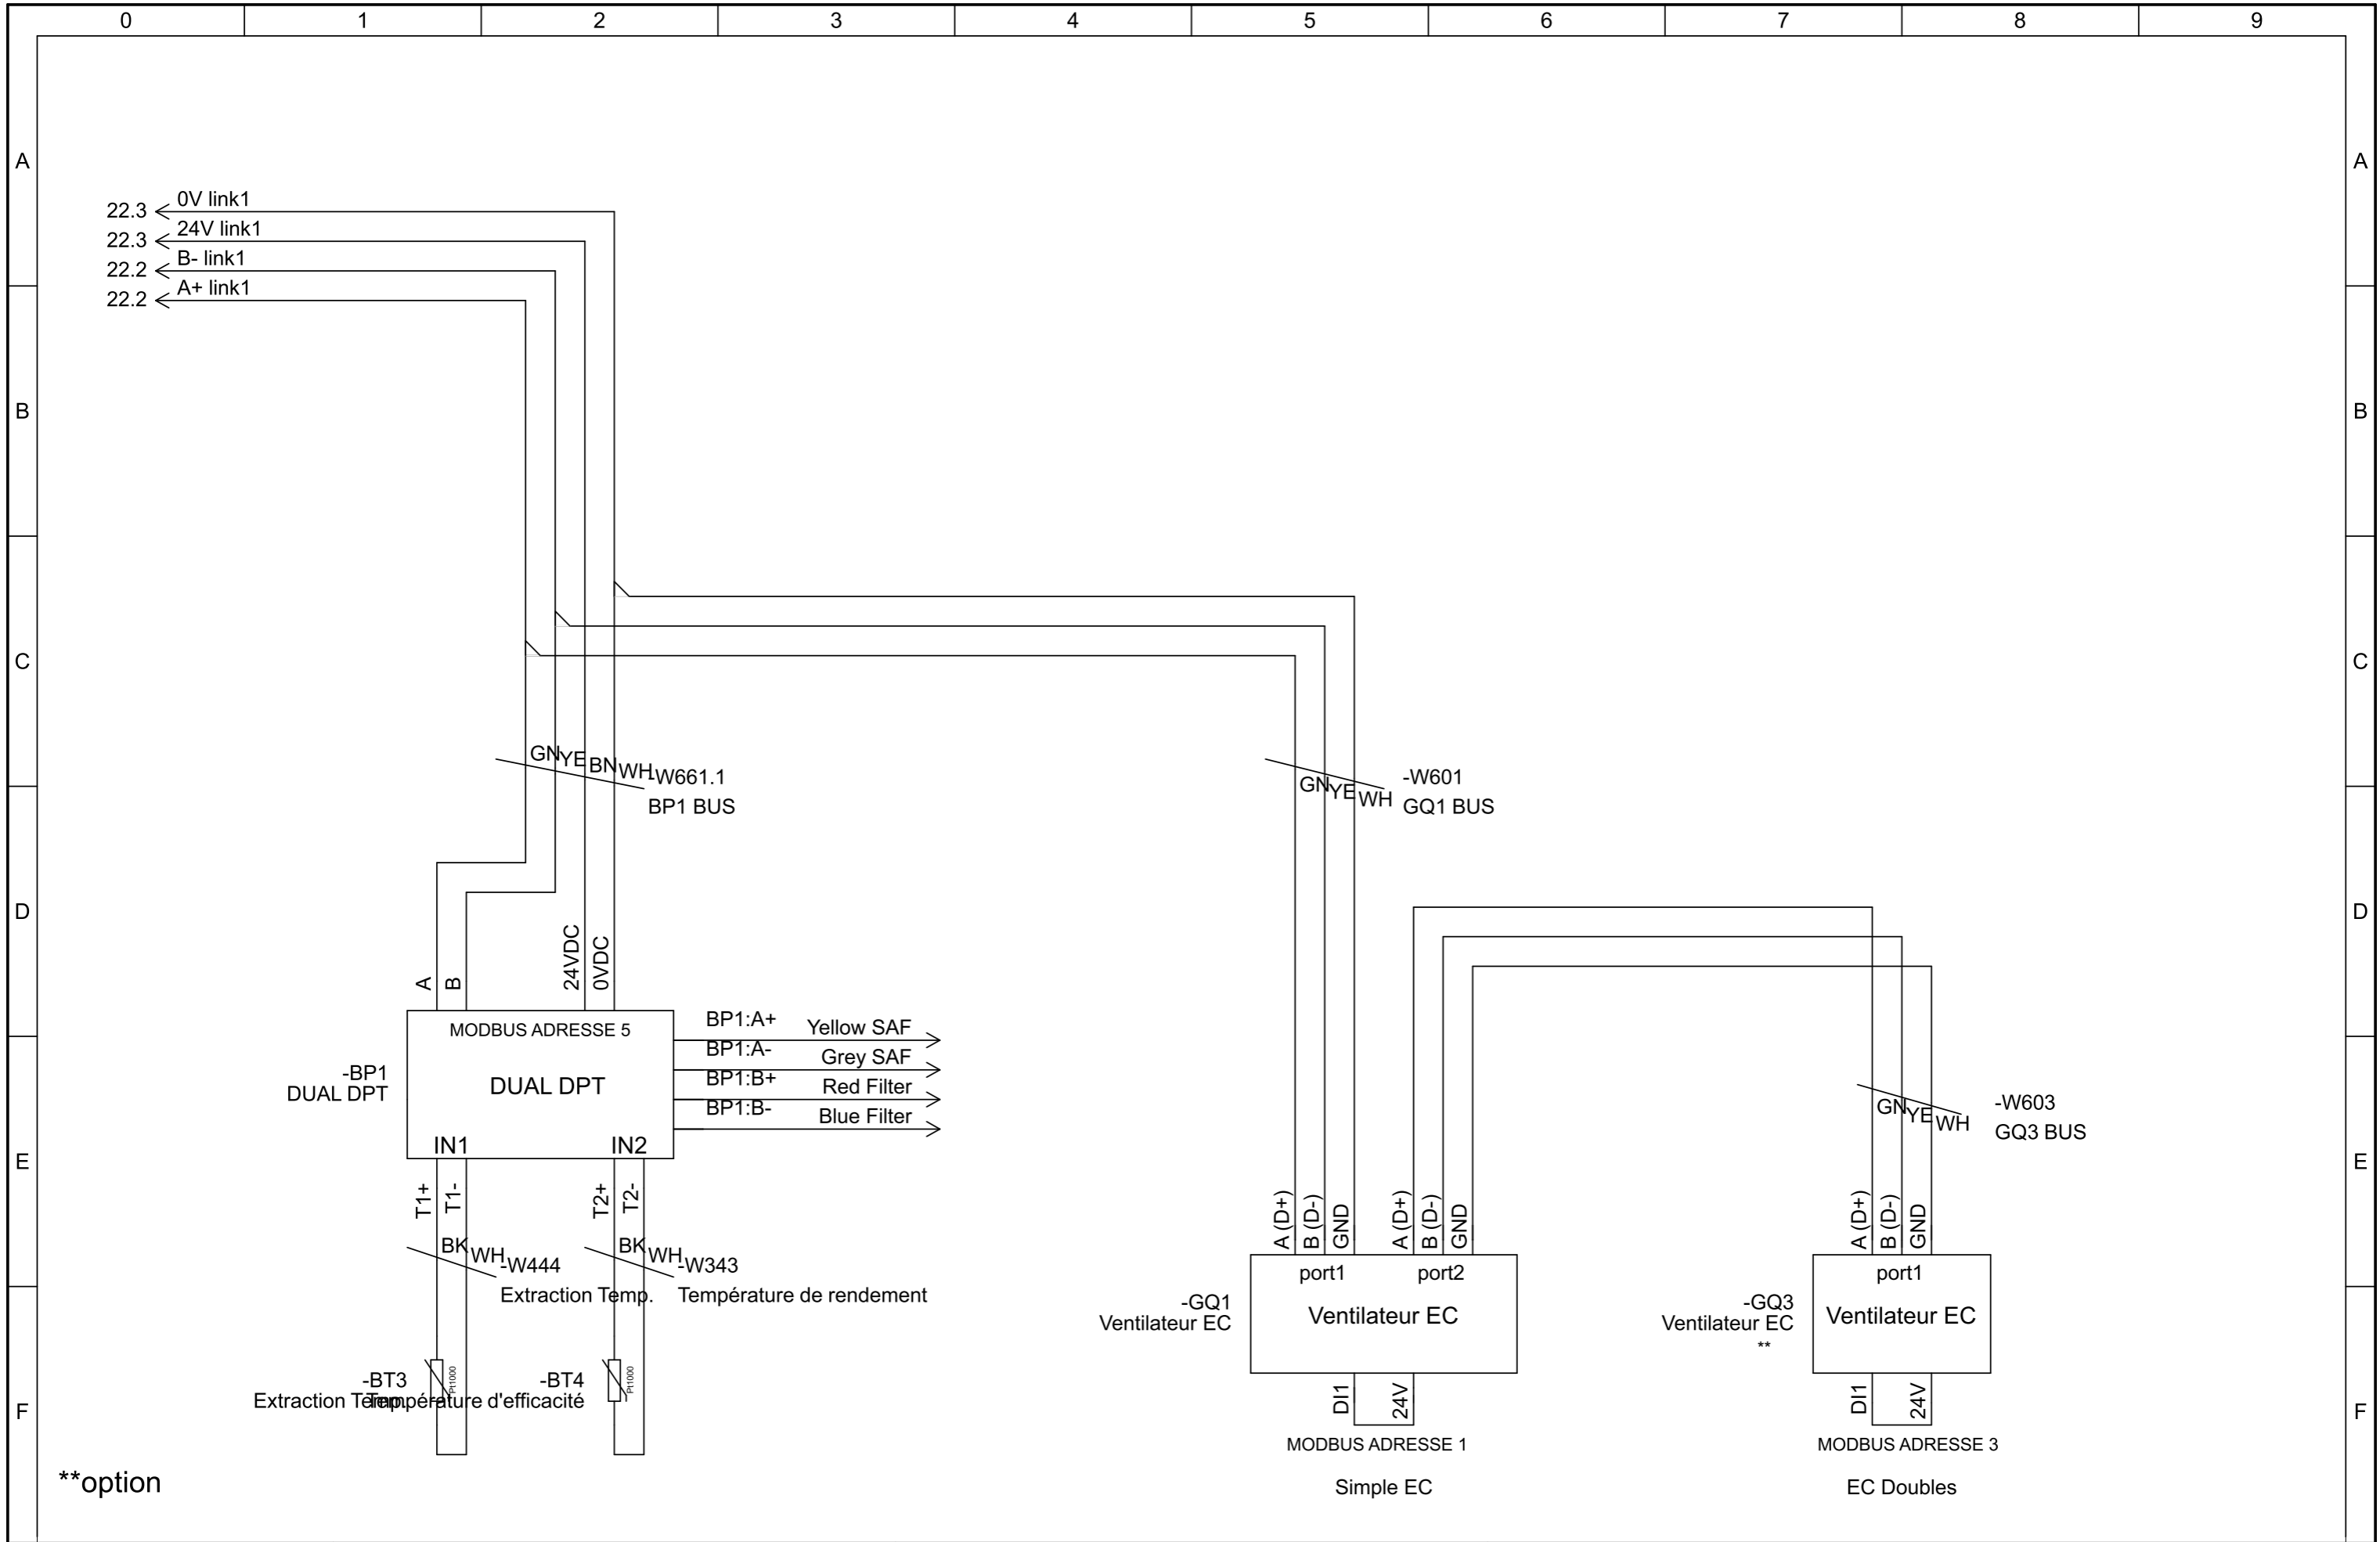 0 1 2 3 4 5 6 7 8 9
A A
22.3 0V link1
22.3 24V link1
22.2 B- link1
22.2 A+ link1
B B
C C
GN YE BN WH -W661.1
BP1 BUS
GN YE WH -W601
GQ1 BUS
D D
A B 24VDC 0VDC
MODBUS ADRESSE 5
-BP1
DUAL DPT
DUAL DPT
IN1 IN2
BP1:A+ Yellow SAF
BP1:A- Grey SAF
BP1:B+ Red Filter
BP1:B- Blue Filter
GN YE WH -W603
GQ3 BUS
E E
T1+ T1- T2+ T2-
BK WH -W444
Extraction Temp.
BK WH -W343
Température de rendement
A (D+) B (D-) GND A (D+) B (D-) GND
port1 port2
-GQ1
Ventilateur EC
Ventilateur EC
A (D+) B (D-) GND
port1
-GQ3
Ventilateur EC
**
Ventilateur EC
-BT3
Extraction Temp.
Pt1000
-BT4
Température d'efficacité
Pt1000
F F
DI1 24V
DI1 24V
MODBUS ADRESSE 1
MODBUS ADRESSE 3
**option
Simple EC
EC Doubles